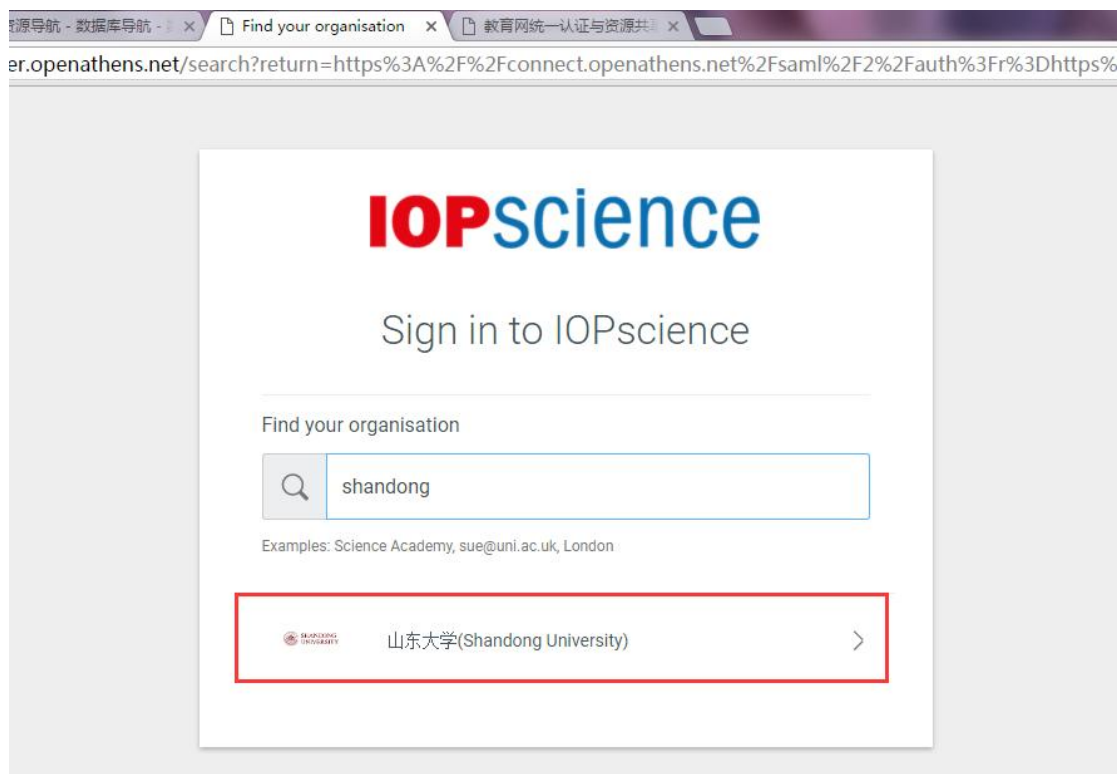 资源导航 - 数据库导航 -
Find your organisation
教育网统一认证与资源共
er.openathens.net/search?return=https%3A%2F%2Fconnect.openathens.net%2Fsaml%2F2%2Fauth%3Fr%3Dhttps%
IOPscience
Sign in to IOPscience
Find your organisation
shandong
Examples: Science Academy, sue@uni.ac.uk, London
SHANDONG
UNIVERSITY
山东大学(Shandong University)